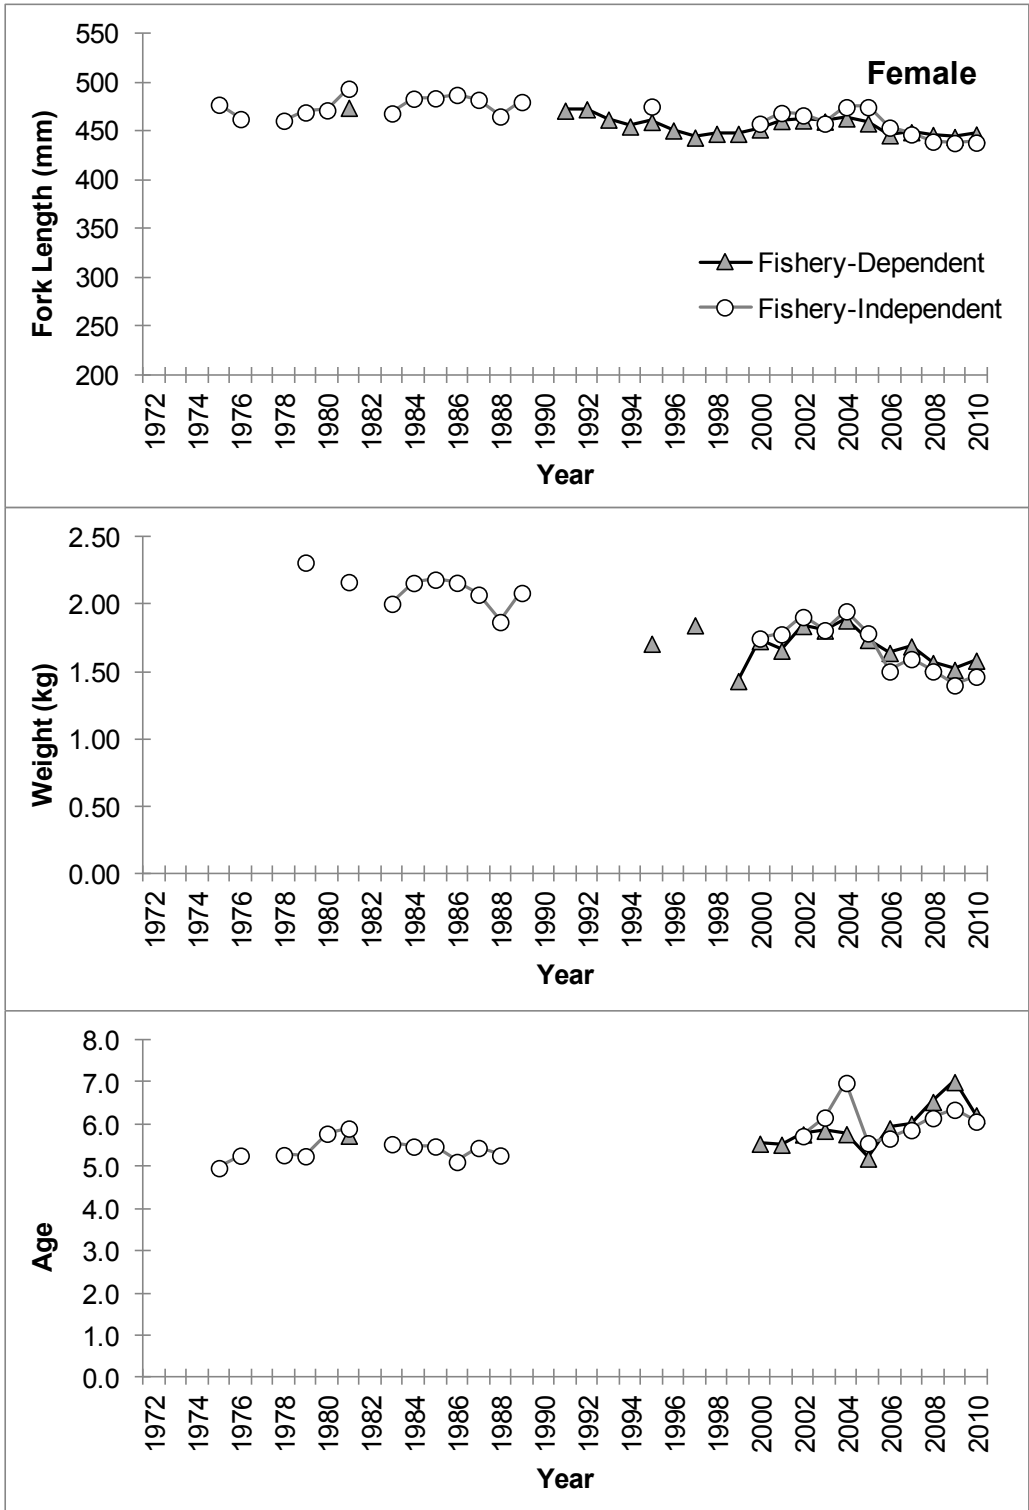 550
500
450
400
350
300
250
200
Fork Length (mm)
Female
Fishery-Dependent
Fishery-Independent
1972 1974 1976 1978 1980 1982 1984 1986 1988 1990 1992 1994 1996 1998 2000 2002 2004 2006 2008 2010
Year
2.50
2.00
1.50
1.00
0.50
0.00
Weight (kg)
1972 1974 1976 1978 1980 1982 1984 1986 1988 1990 1992 1994 1996 1998 2000 2002 2004 2006 2008 2010
Year
8.0
7.0
6.0
5.0
4.0
3.0
2.0
1.0
0.0
Age
1972 1974 1976 1978 1980 1982 1984 1986 1988 1990 1992 1994 1996 1998 2000 2002 2004 2006 2008 2010
Year